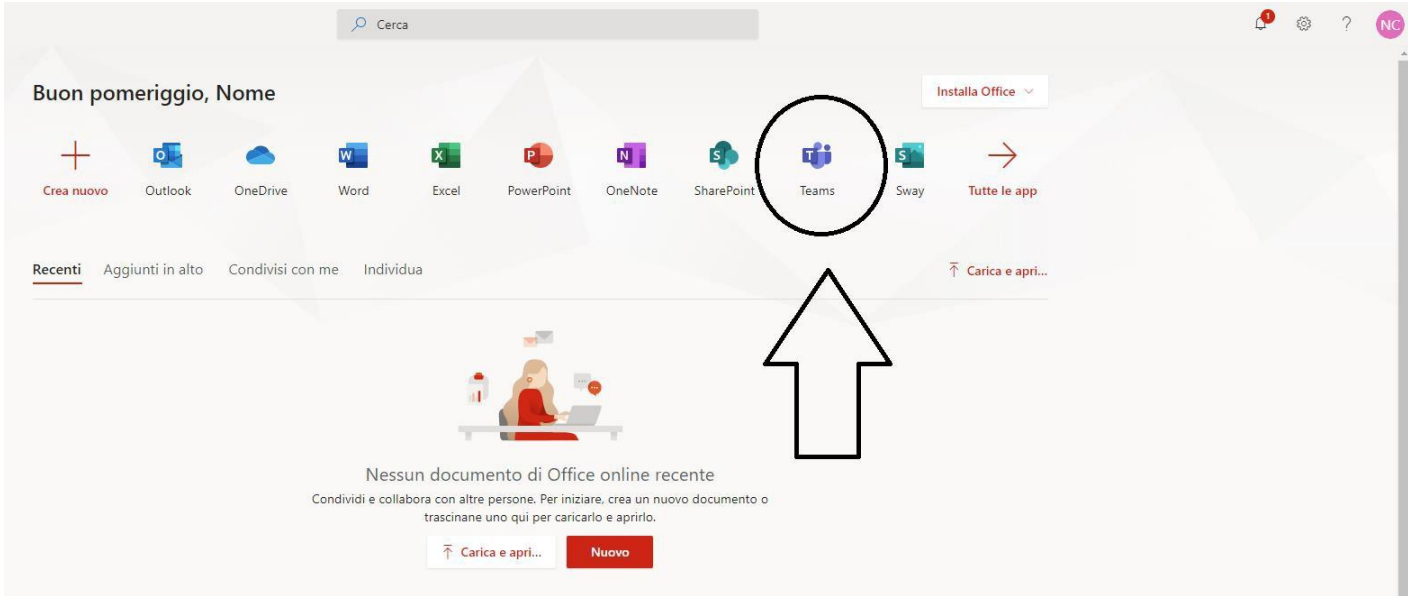 Cerca
1
?
NC
Buon pomeriggio, Nome
Installa Office
O
W
X
P
N
S
T
S
Crea nuovo Outlook OneDrive Word Excel PowerPoint OneNote SharePoint Teams Sway Tutte le app
Recenti Aggiunti in alto Condivisi con me Individua Carica e apri...
Nessun documento di Office online recente
Condividi e collabora con altre persone. Per iniziare, crea un nuovo documento o
trascinane uno qui per caricarlo e aprirlo.
Carica e apri... Nuovo